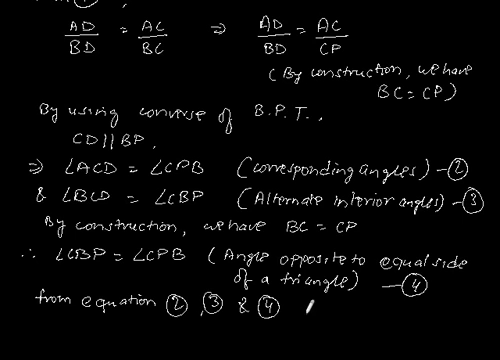 AD/BD = AC/BC ⇒ AD/BD = AC/CP
(By construction, we have
BC = CP)
By using converse of B.P.T.,
CD||BP,
⇒ ∠ACD = ∠CPB (corresponding angles) -②
& ∠BCD = ∠CBP (Alternate interior angles) -③
By construction, we have BC = CP
∴ ∠CBP = ∠CPB (Angle opposite to equal side
of a triangle) -④
from equation ②, ③ & ④